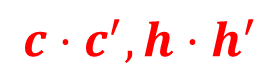 c · c′, h · h′